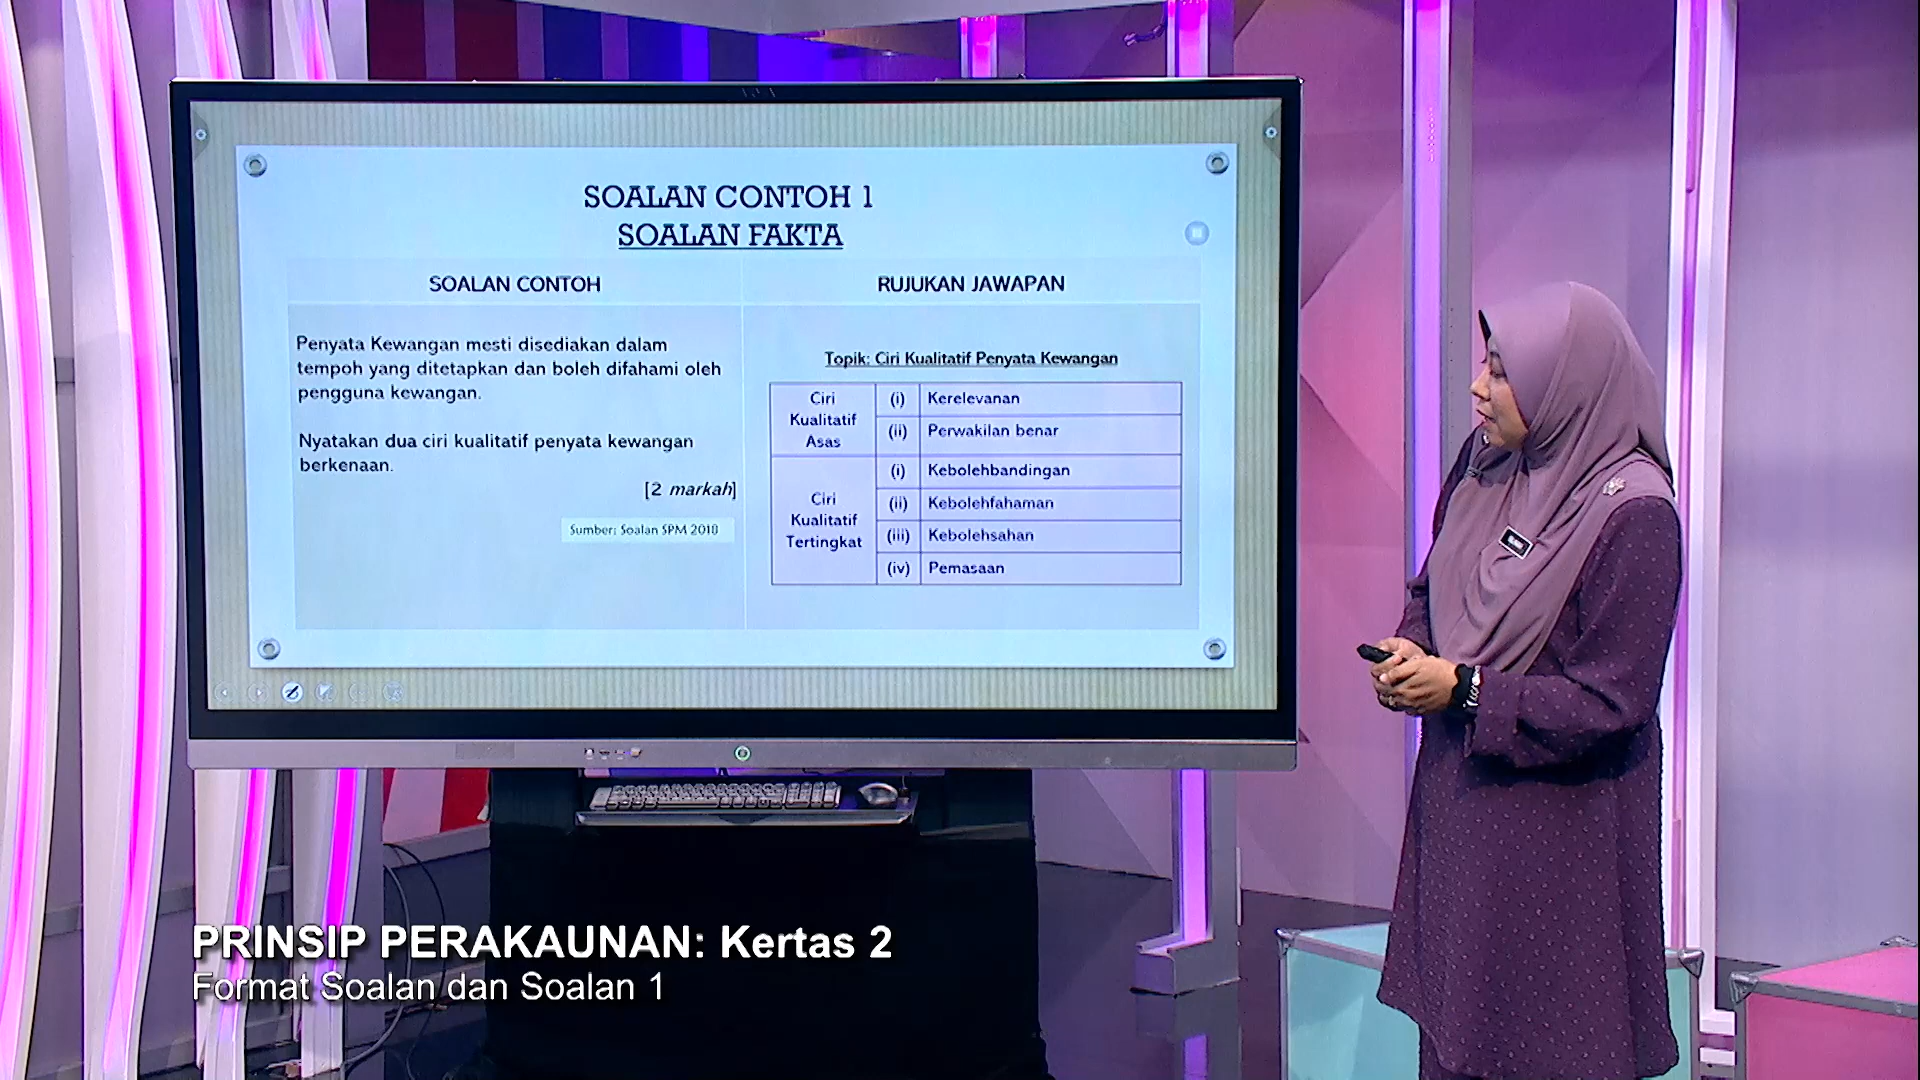 SOALAN CONTOH 1
SOALAN FAKTA
SOALAN CONTOH
RUJUKAN JAWAPAN
Penyata Kewangan mesti disediakan dalam
tempoh yang ditetapkan dan boleh difahami oleh
pengguna kewangan.
Nyatakan dua ciri kualitatif penyata kewangan
berkenaan.
[2 markah]
Sumber: Soalan SPM 2018
Topik: Ciri Kualitatif Penyata Kewangan
Ciri
Kualitatif
Asas
(i) Kerelevanan
(ii) Perwakilan benar
Ciri
Kualitatif
Tertingkat
(i) Kebolehbandingan
(ii) Kebolehfahaman
(iii) Kebolehsahan
(iv) Pemasaan
PRINSIP PERAKAUNAN: Kertas 2
Format Soalan dan Soalan 1